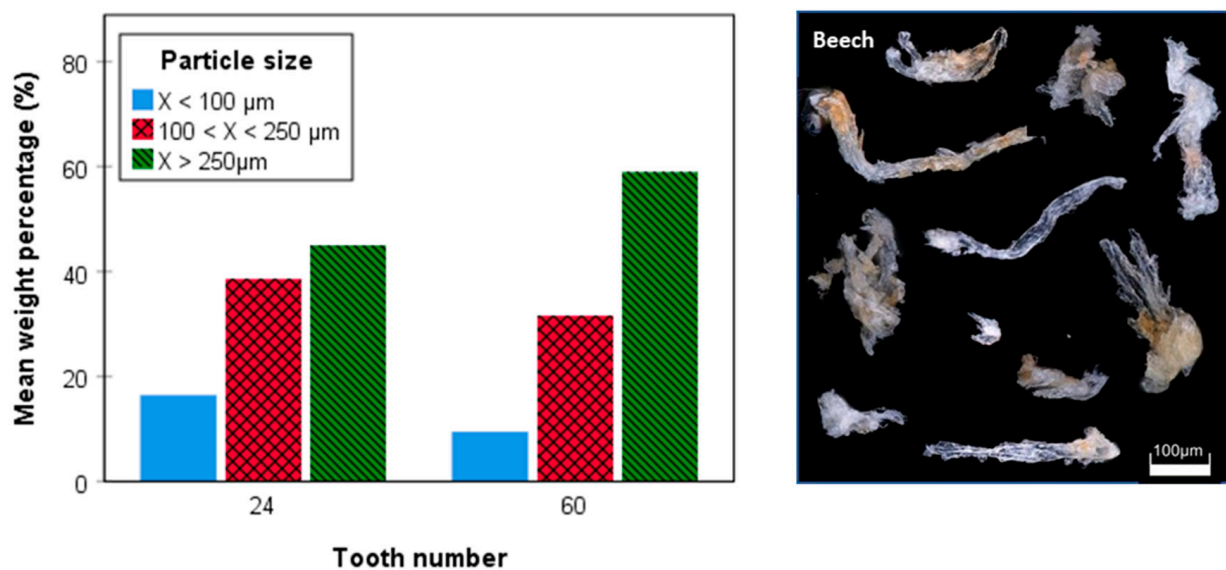 Mean weight percentage (%)
80
60
40
20
0
Particle size
X < 100 µm
100 < X < 250 µm
X > 250µm
24
60
Tooth number
Beech
100µm